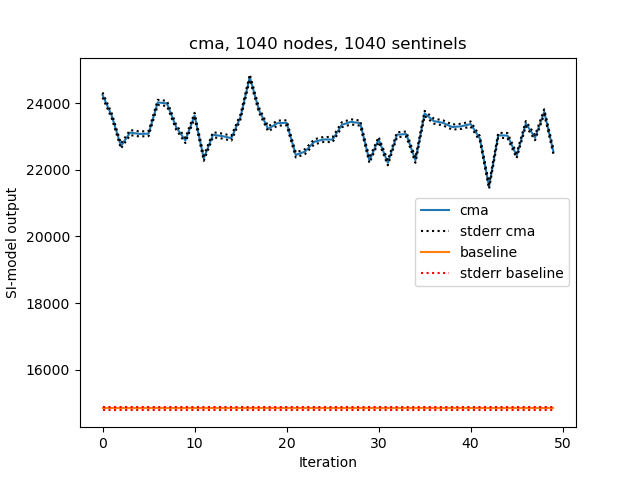 cma, 1040 nodes, 1040 sentinels
SI-model output
24000
22000
20000
18000
16000
cma
stderr cma
baseline
stderr baseline
0 10 20 30 40 50
Iteration